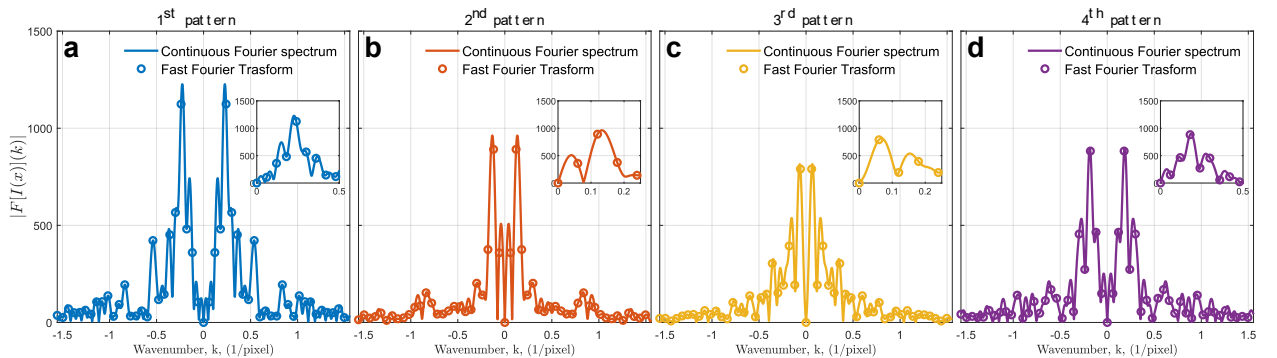 1st pattern
a
Continuous Fourier spectrum
Fast Fourier Trasform
1500
1000
500
0
|F[I(x)](k)|
-1.5 -1 -0.5 0 0.5 1
Wavenumber, k, (1/pixel)
1500
1000
500
0
0 0.5
2nd pattern
b
Continuous Fourier spectrum
Fast Fourier Trasform
-1.5 -1 -0.5 0 0.5 1
Wavenumber, k, (1/pixel)
1500
1000
500
0
0 0.1 0.2
3rd pattern
c
Continuous Fourier spectrum
Fast Fourier Trasform
-1.5 -1 -0.5 0 0.5 1
Wavenumber, k, (1/pixel)
1500
1000
500
0
0 0.1 0.2
4th pattern
d
Continuous Fourier spectrum
Fast Fourier Trasform
-1.5 -1 -0.5 0 0.5 1 1.5
Wavenumber, k, (1/pixel)
1500
1000
500
0
0 0.5